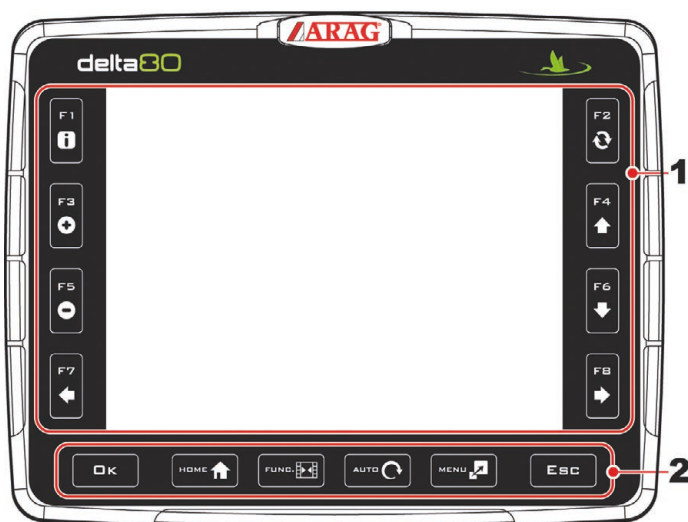 ARAG
delta80
F1
F2
1
F3
F4
F5
F6
F7
F8
OK
HOME
FUNC.
AUTO
MENU
ESC
2